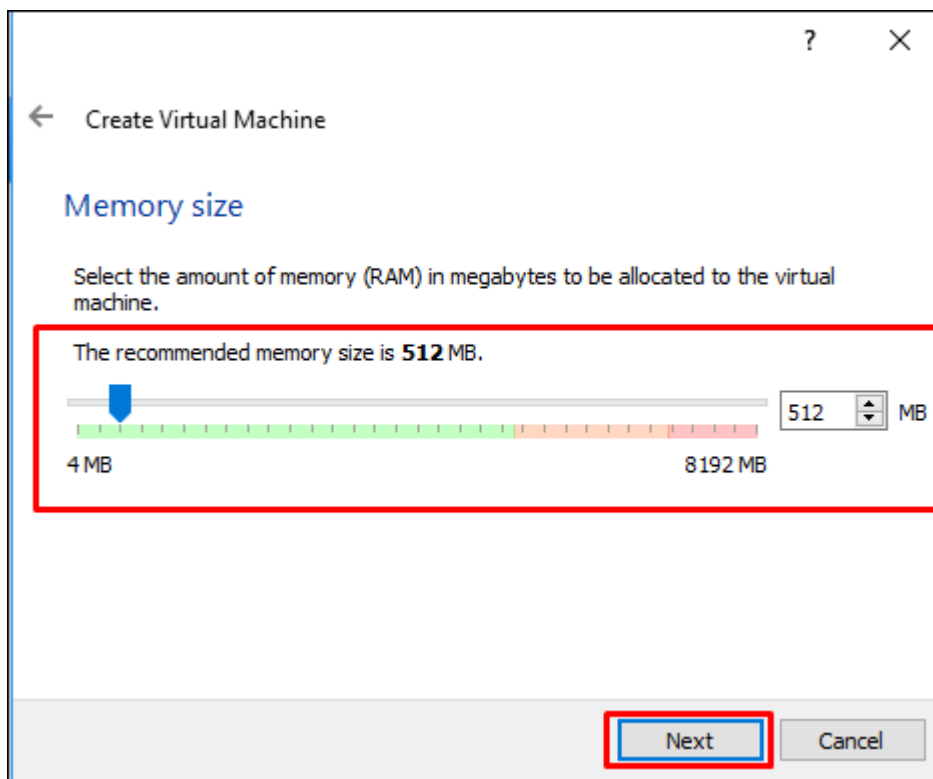 ?
Create Virtual Machine
Memory size
Select the amount of memory (RAM) in megabytes to be allocated to the virtual
machine.
The recommended memory size is 512 MB.
512 MB
4 MB 8192 MB
Next Cancel